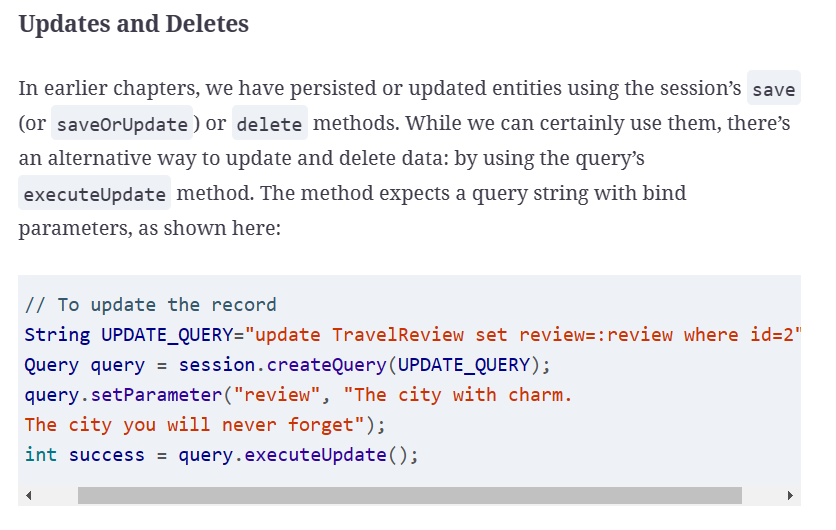 Updates and Deletes
In earlier chapters, we have persisted or updated entities using the session’s save
(or saveOrUpdate) or delete methods. While we can certainly use them, there’s
an alternative way to update and delete data: by using the query’s
executeUpdate method. The method expects a query string with bind
parameters, as shown here:
// To update the record
String UPDATE_QUERY="update TravelReview set review=:review where id=2"
Query query = session.createQuery(UPDATE_QUERY);
query.setParameter("review", "The city with charm.
The city you will never forget");
int success = query.executeUpdate();